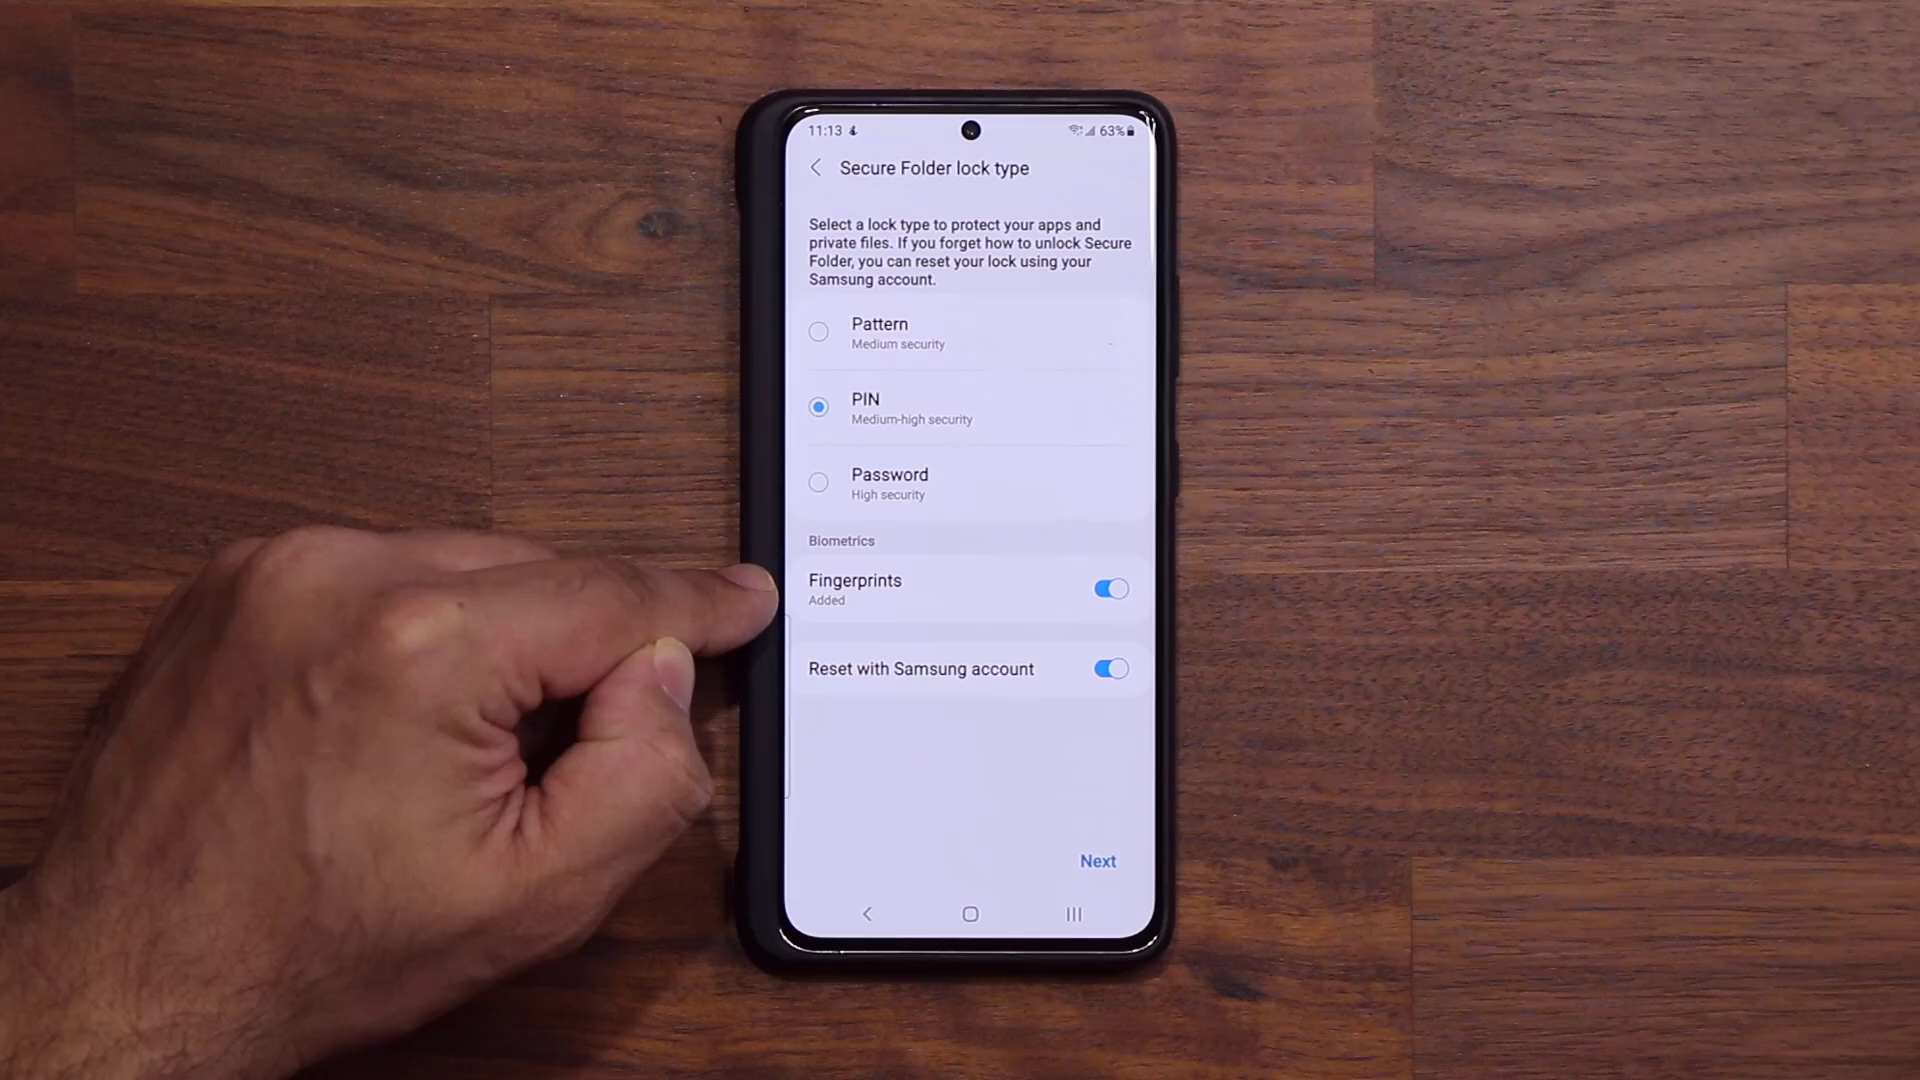 11:13 63%
Secure Folder lock type
Select a lock type to protect your apps and
private files. If you forget how to unlock Secure
Folder, you can reset your lock using your
Samsung account.
Pattern
Medium security
PIN
Medium-high security
Password
High security
Biometrics
Fingerprints
Added
Reset with Samsung account
Next